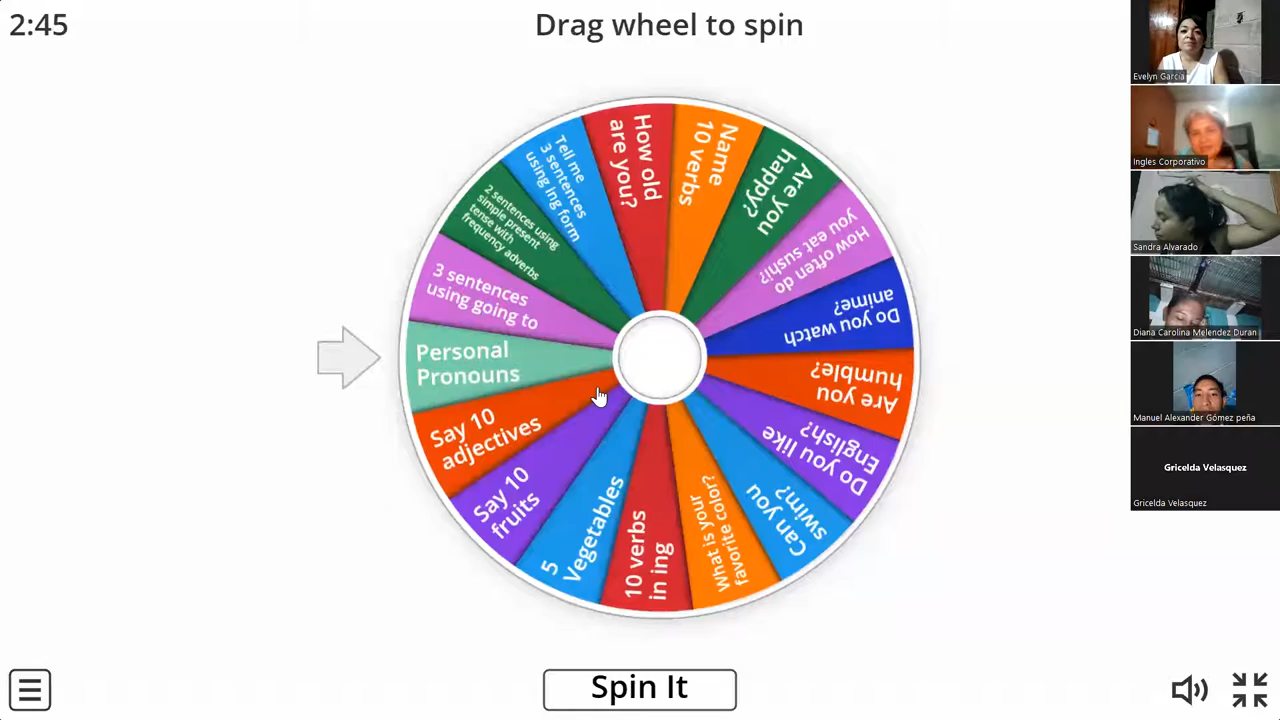 2:45
Drag wheel to spin
How old
are you?
Name
10 verbs
Are you
happy?
How often do
you eat sushi?
Do you watch
anime?
Are you
humble?
Do you like
English?
Can you
swim?
What is your
favorite color?
10 verbs
in ing
5
Vegetables
Say 10
fruits
Say 10
adjectives
Personal
Pronouns
3 sentences
using going to
2 sentences using
simple present
tense with
frequency adverbs
Tell me
3 sentences
using ing form
Spin It
Evelyn García
Ingles Corporativo
Sandra Alvarado
Diana Carolina Melendez Duran
Manuel Alexander Gómez peña
Gricelda Velasquez
Gricelda Velasquez